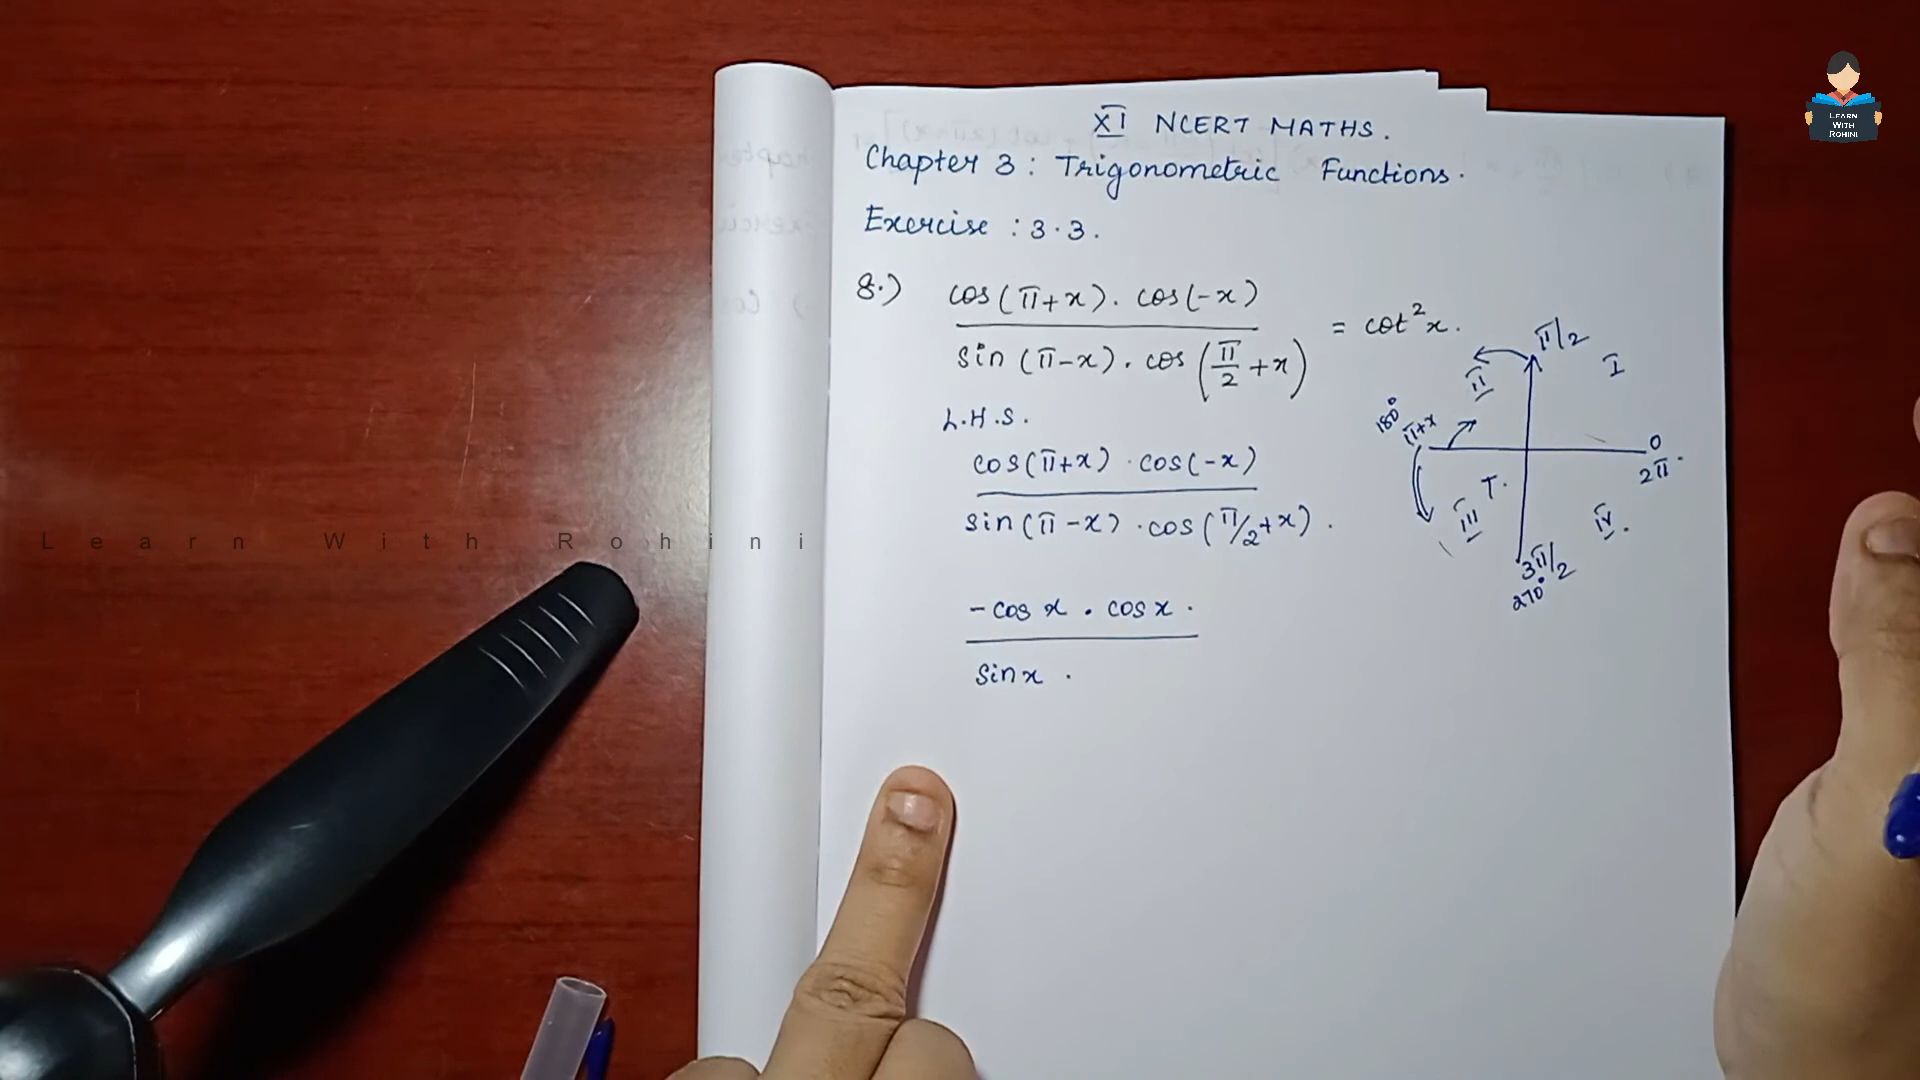 XI NCERT MATHS.
Chapter 3 : Trigonometric Functions.
Exercise : 3.3.
8.) cos(π+x) . cos(-x)
sin (π-x) . cos (π/2 +x)
= cot²x.
L.H.S.
cos(π+x) . cos(-x)
sin(π-x) . cos(π/2+x) .
- cos x . cos x .
sin x .
π/2
I
II
180°
π+x
0
2π .
T.
III
IV.
3π/2
270°
LEARN
WITH
ROHINI
Learn With Rohini